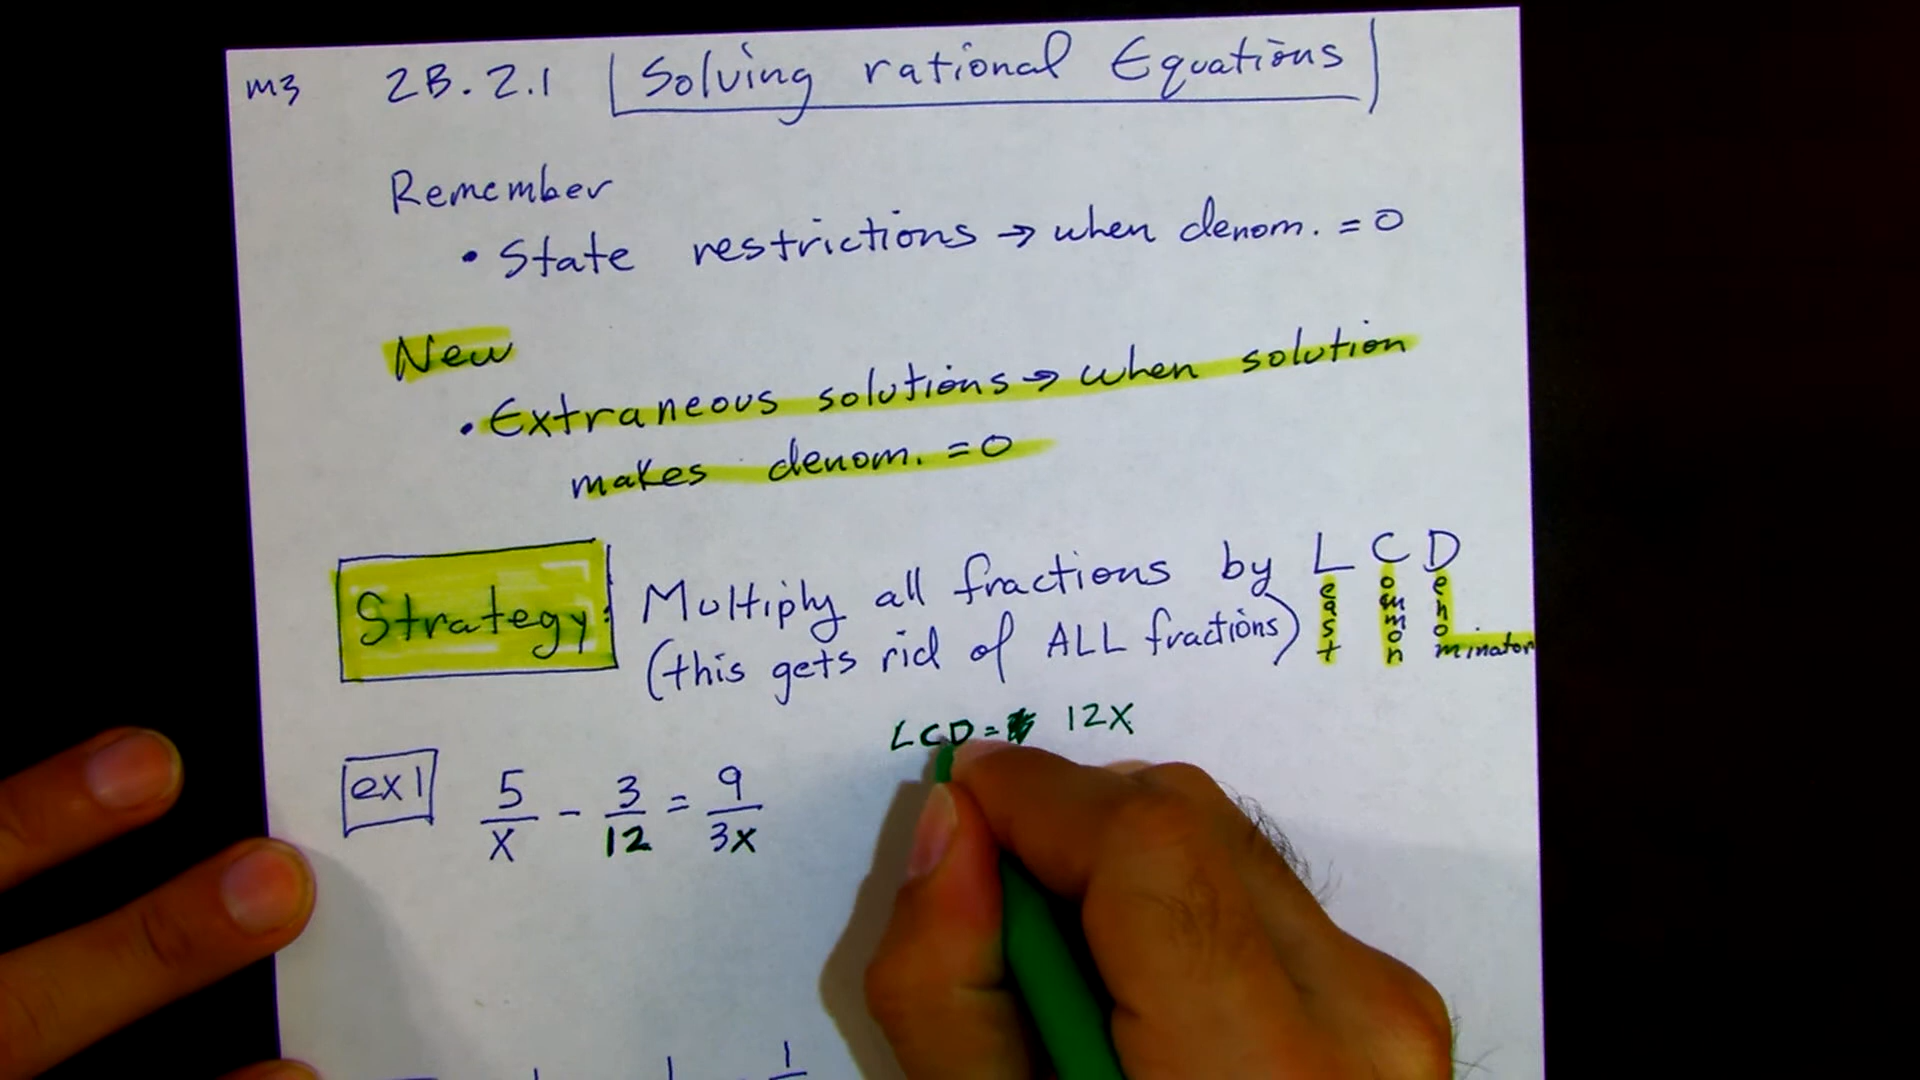 m3 2B.2.1 Solving rational Equations
Remember
• State restrictions → when denom. = 0
New
• Extraneous solutions → when solution
makes denom. = 0
Strategy: Multiply all fractions by LCD
(this gets rid of ALL fractions) Least Common Denominator
LCD = 12x
ex1 5/x - 3/12 = 9/3x
1